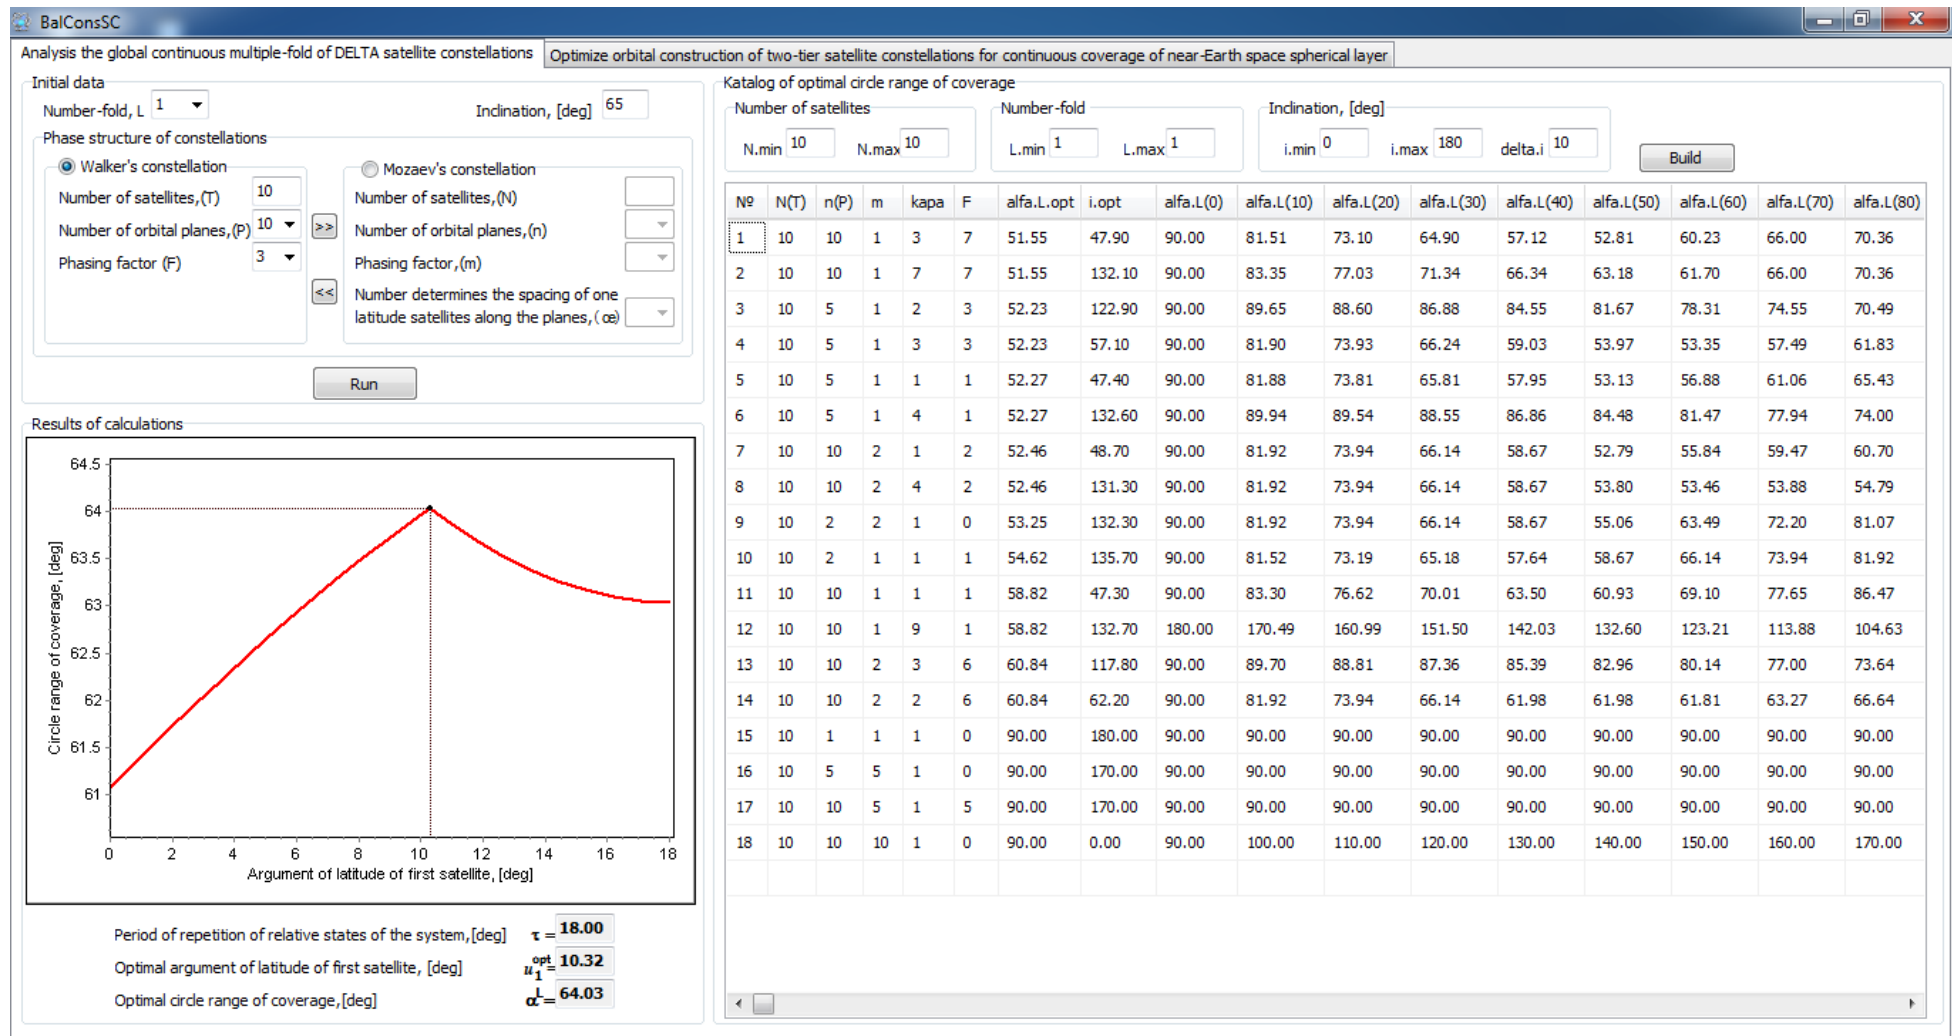 BalConsSC
Analysis the global continuous multiple-fold of DELTA satellite constellations
Optimize orbital construction of two-tier satellite constellations for continuous coverage of near-Earth space spherical layer
Initial data
Number-fold, L 1
Inclination, [deg] 65
Phase structure of constellations
Walker's constellation
Number of satellites,(T) 10
Number of orbital planes,(P) 10
Phasing factor (F) 3
>>
<<
Mozaev's constellation
Number of satellites,(N)
Number of orbital planes,(n)
Phasing factor,(m)
Number determines the spacing of one
latitude satellites along the planes,(œ)
Run
Results of calculations
64.5
64
63.5
63
62.5
62
61.5
61
Circle range of coverage, [deg]
0 2 4 6 8 10 12 14 16 18
Argument of latitude of first satellite, [deg]
Period of repetition of relative states of the system,[deg] τ = 18.00
Optimal argument of latitude of first satellite, [deg] u₁ᵒᵖᵗ = 10.32
Optimal circle range of coverage,[deg] αᴸ = 64.03
Katalog of optimal circle range of coverage
Number of satellites
N.min 10 N.max 10
Number-fold
L.min 1 L.max 1
Inclination, [deg]
i.min 0 i.max 180 delta.i 10
Build
Nº N(T) n(P) m kapa F alfa.L.opt i.opt alfa.L(0) alfa.L(10) alfa.L(20) alfa.L(30) alfa.L(40) alfa.L(50) alfa.L(60) alfa.L(70) alfa.L(80)
1 10 10 1 3 7 51.55 47.90 90.00 81.51 73.10 64.90 57.12 52.81 60.23 66.00 70.36
2 10 10 1 7 7 51.55 132.10 90.00 83.35 77.03 71.34 66.34 63.18 61.70 66.00 70.36
3 10 5 1 2 3 52.23 122.90 90.00 89.65 88.60 86.88 84.55 81.67 78.31 74.55 70.49
4 10 5 1 3 3 52.23 57.10 90.00 81.90 73.93 66.24 59.03 53.97 53.35 57.49 61.83
5 10 5 1 1 1 52.27 47.40 90.00 81.88 73.81 65.81 57.95 53.13 56.88 61.06 65.43
6 10 5 1 4 1 52.27 132.60 90.00 89.94 89.54 88.55 86.86 84.48 81.47 77.94 74.00
7 10 10 2 1 2 52.46 48.70 90.00 81.92 73.94 66.14 58.67 52.79 55.84 59.47 60.70
8 10 10 2 4 2 52.46 131.30 90.00 81.92 73.94 66.14 58.67 53.80 53.46 53.88 54.79
9 10 2 2 1 0 53.25 132.30 90.00 81.92 73.94 66.14 58.67 55.06 63.49 72.20 81.07
10 10 2 1 1 1 54.62 135.70 90.00 81.52 73.19 65.18 57.64 58.67 66.14 73.94 81.92
11 10 10 1 1 1 58.82 47.30 90.00 83.30 76.62 70.01 63.50 60.93 69.10 77.65 86.47
12 10 10 1 9 1 58.82 132.70 180.00 170.49 160.99 151.50 142.03 132.60 123.21 113.88 104.63
13 10 10 2 3 6 60.84 117.80 90.00 89.70 88.81 87.36 85.39 82.96 80.14 77.00 73.64
14 10 10 2 2 6 60.84 62.20 90.00 81.92 73.94 66.14 61.98 61.98 61.81 63.27 66.64
15 10 1 1 1 0 90.00 180.00 90.00 90.00 90.00 90.00 90.00 90.00 90.00 90.00 90.00
16 10 5 5 1 0 90.00 170.00 90.00 90.00 90.00 90.00 90.00 90.00 90.00 90.00 90.00
17 10 10 5 1 5 90.00 170.00 90.00 90.00 90.00 90.00 90.00 90.00 90.00 90.00 90.00
18 10 10 10 1 0 90.00 0.00 90.00 100.00 110.00 120.00 130.00 140.00 150.00 160.00 170.00